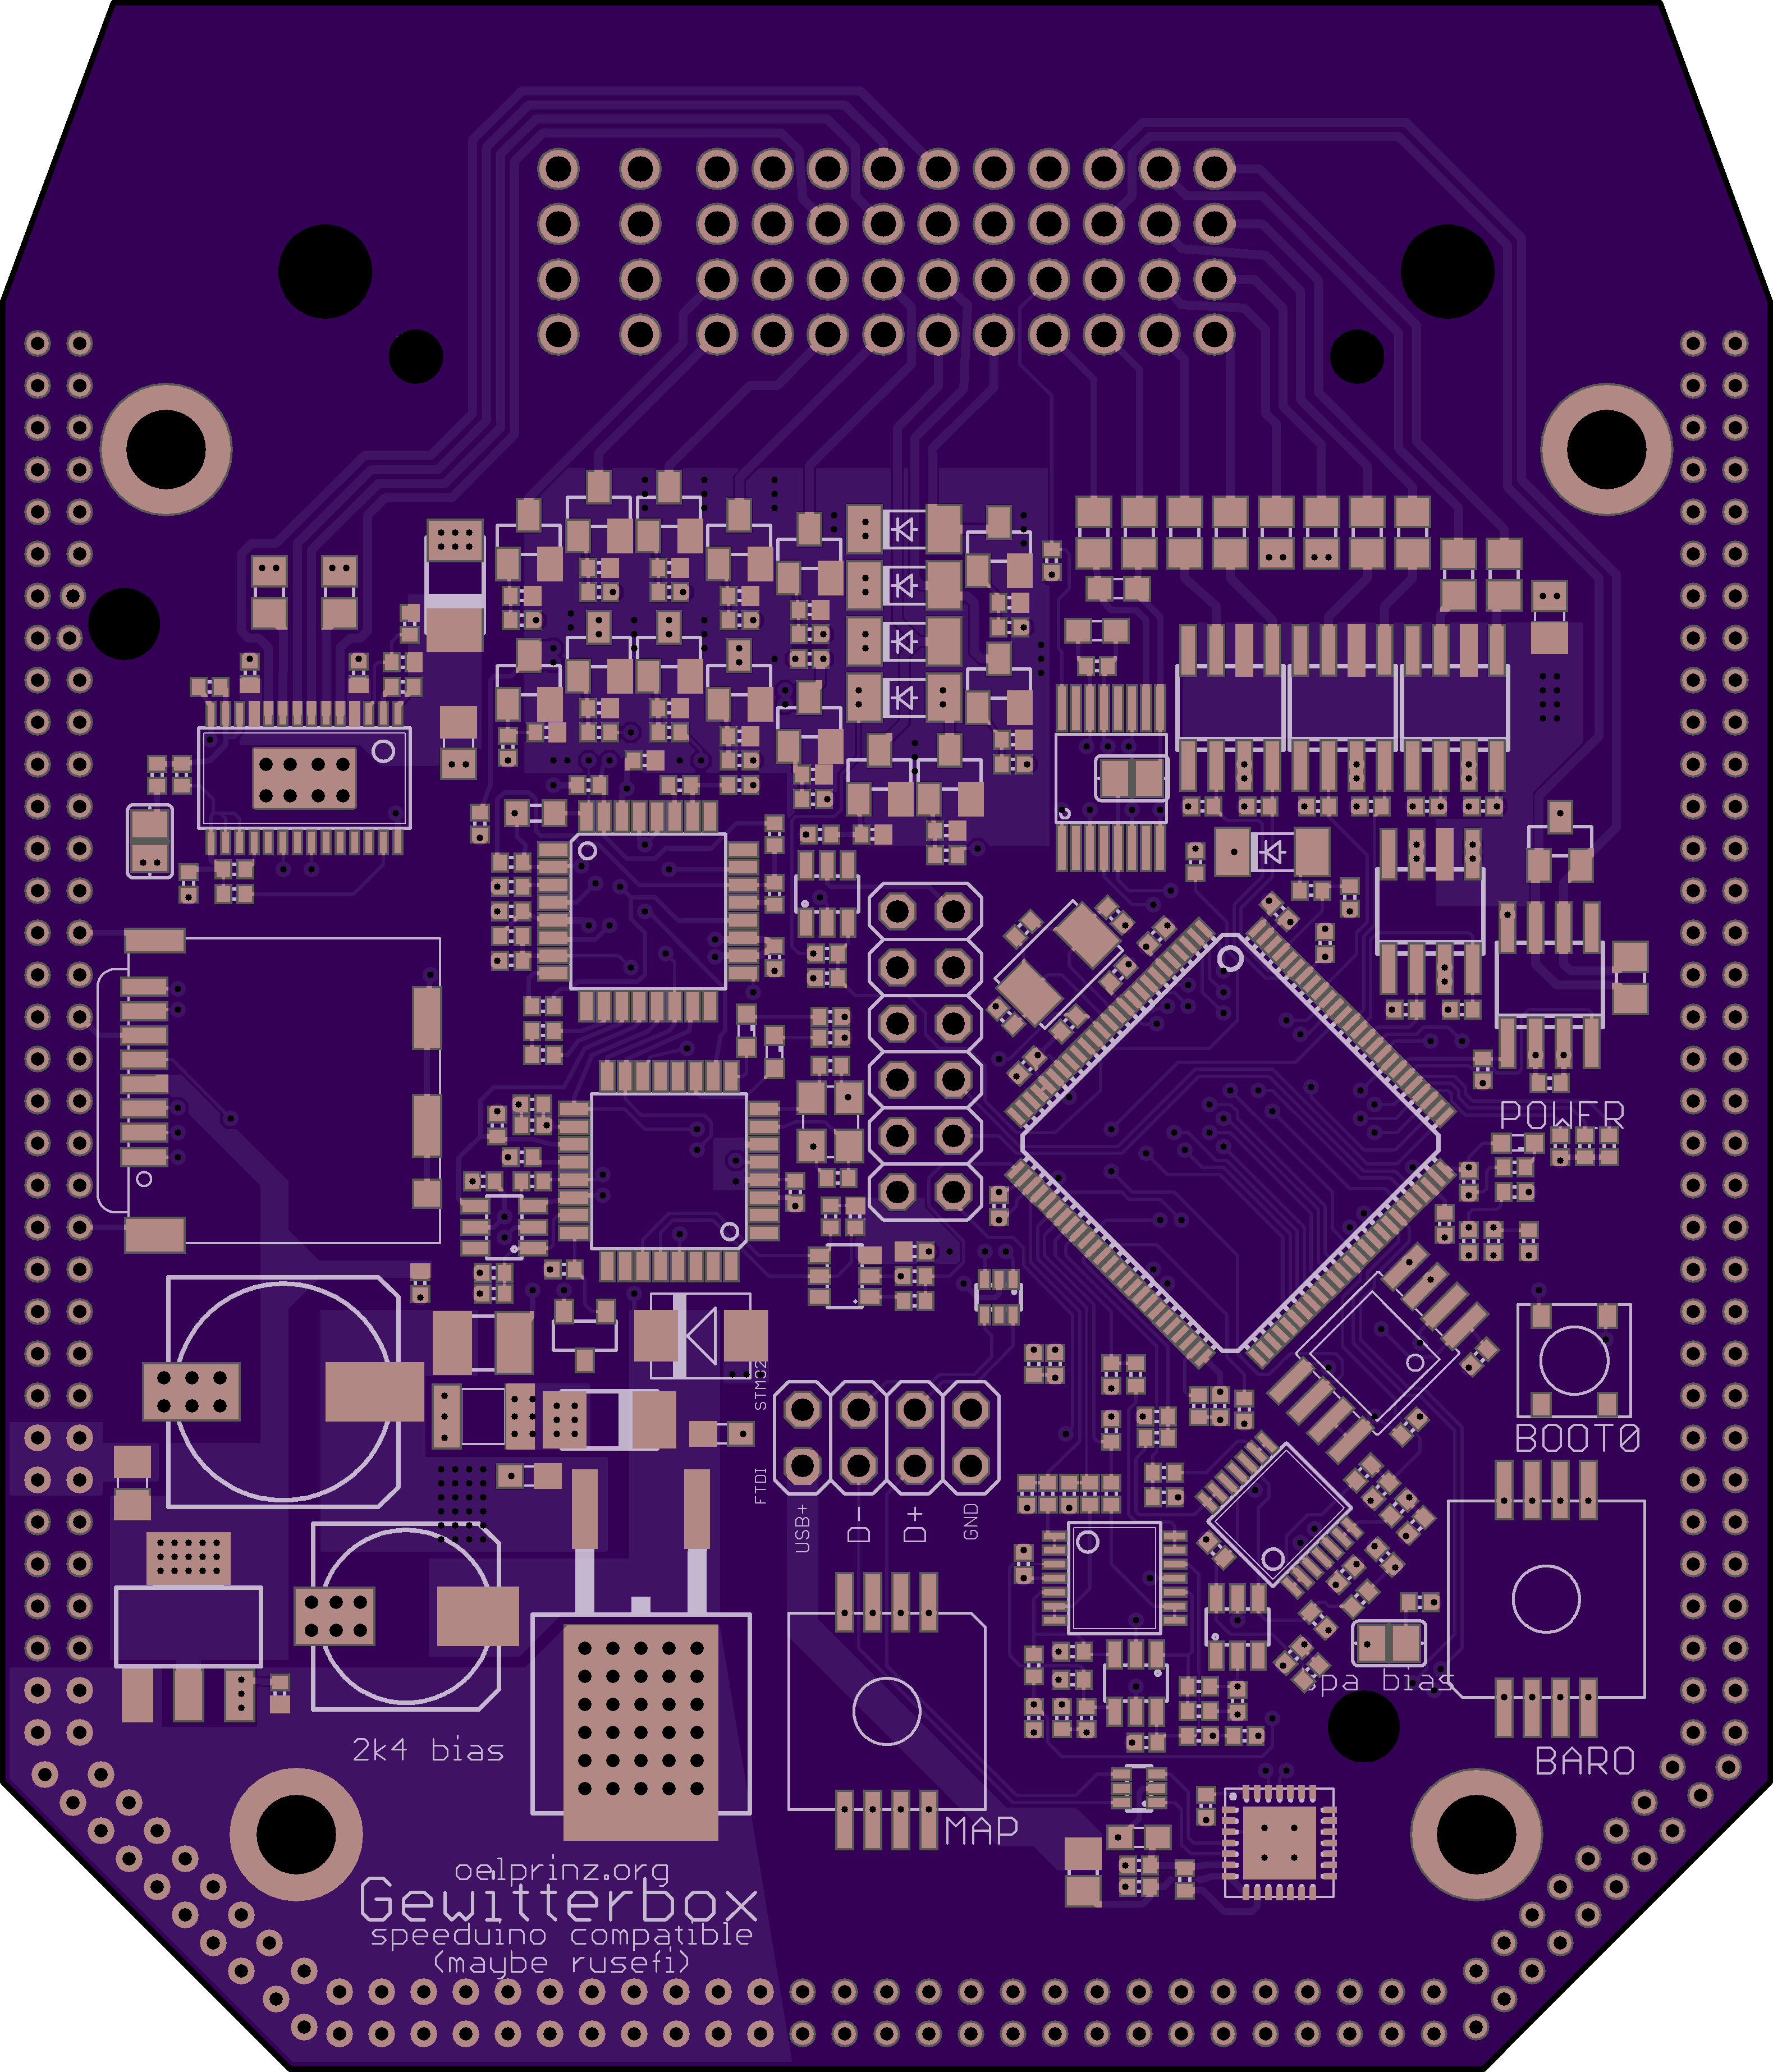 POWER
STM32
BOOT0
FTDI
USB+
D-
D+
GND
spa bias
2k4 bias
BARO
MAP
oelprinz.org
Gewitterbox
speeduino compatible
(maybe rusefi)